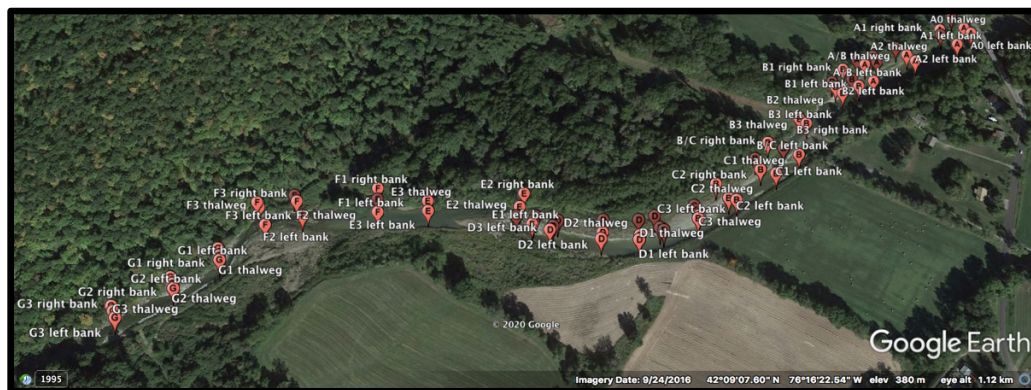 A0 thalweg
A1 right bank
A1 left bank
A0 left bank
A2 thalweg
A/B thalweg
A2 left bank
B1 right bank
A/B left bank
B1 left bank
B2 left bank
B2 thalweg
B3 left bank
B3 thalweg
B3 right bank
B/C right bank
B/C left bank
C1 thalweg
C1 left bank
C2 right bank
C2 thalweg
C2 left bank
C3 left bank
C3 thalweg
F1 right bank
E3 thalweg
E2 right bank
F3 right bank
F3 thalweg
F1 left bank
E2 thalweg
F3 left bank
F2 thalweg
E1 left bank
E3 left bank
D3 left bank
D2 thalweg
F2 left bank
D2 left bank
D1 thalweg
D1 left bank
G1 left bank
G1 right bank
G1 thalweg
G2 left bank
G2 right bank
G2 thalweg
G3 right bank
G3 thalweg
G3 left bank
© 2020 Google
Google Earth
1995
Imagery Date: 9/24/2016 42°09'07.60" N 76°16'22.54" W elev 380 m eye alt 1.12 km